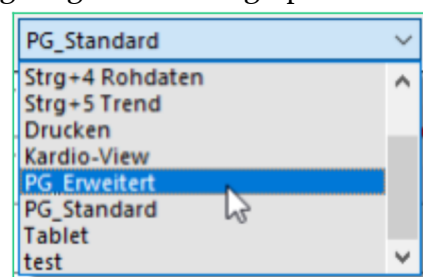 PG_Standard
Strg+4 Rohdaten
Strg+5 Trend
Drucken
Kardio-View
PG_Erweitert
PG_Standard
Tablet
test